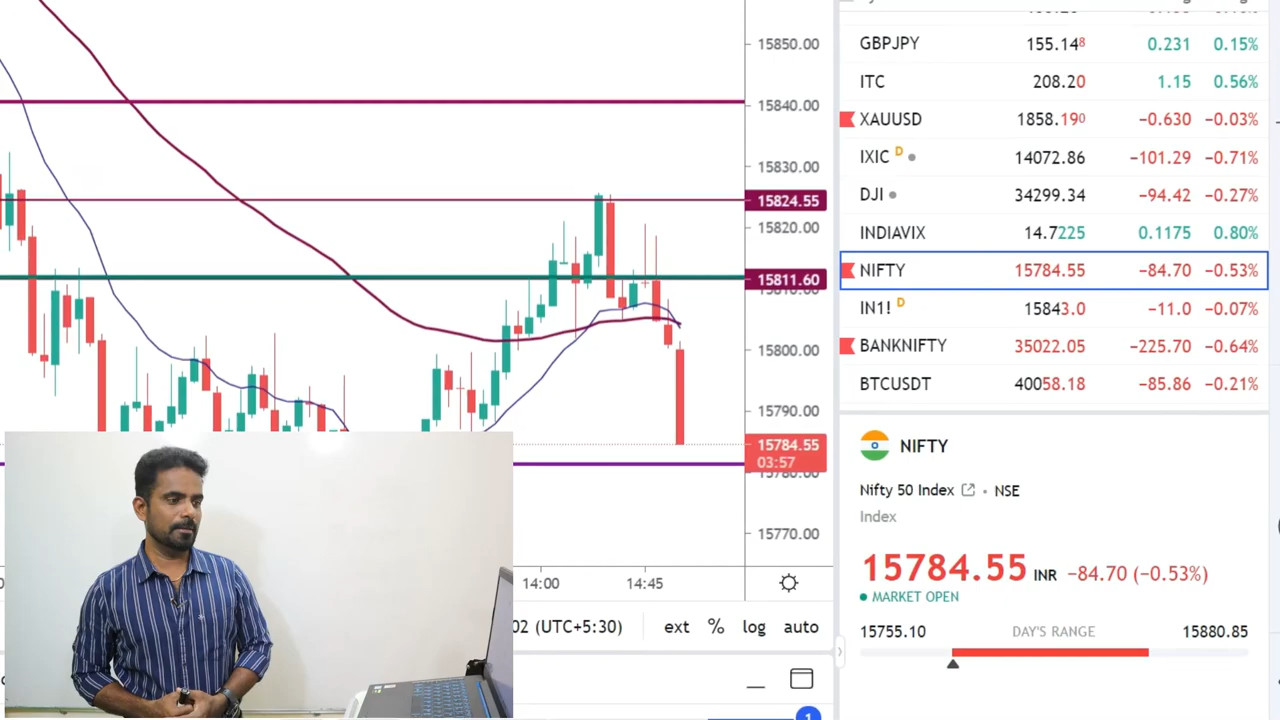 15850.00
15840.00
15830.00
15824.55
15820.00
15811.60
15800.00
15790.00
15784.55
03:57
15770.00
14:00
14:45
02 (UTC+5:30)
ext % log auto
GBPJPY 155.148 0.231 0.15%
ITC 208.20 1.15 0.56%
XAUUSD 1858.190 −0.630 −0.03%
IXIC D 14072.86 −101.29 −0.71%
DJI 34299.34 −94.42 −0.27%
INDIAVIX 14.7225 0.1175 0.80%
NIFTY 15784.55 −84.70 −0.53%
IN1! D 15843.0 −11.0 −0.07%
BANKNIFTY 35022.05 −225.70 −0.64%
BTCUSDT 40058.18 −85.86 −0.21%
NIFTY
Nifty 50 Index • NSE
Index
15784.55 INR −84.70 (−0.53%)
MARKET OPEN
15755.10 DAY'S RANGE 15880.85
1